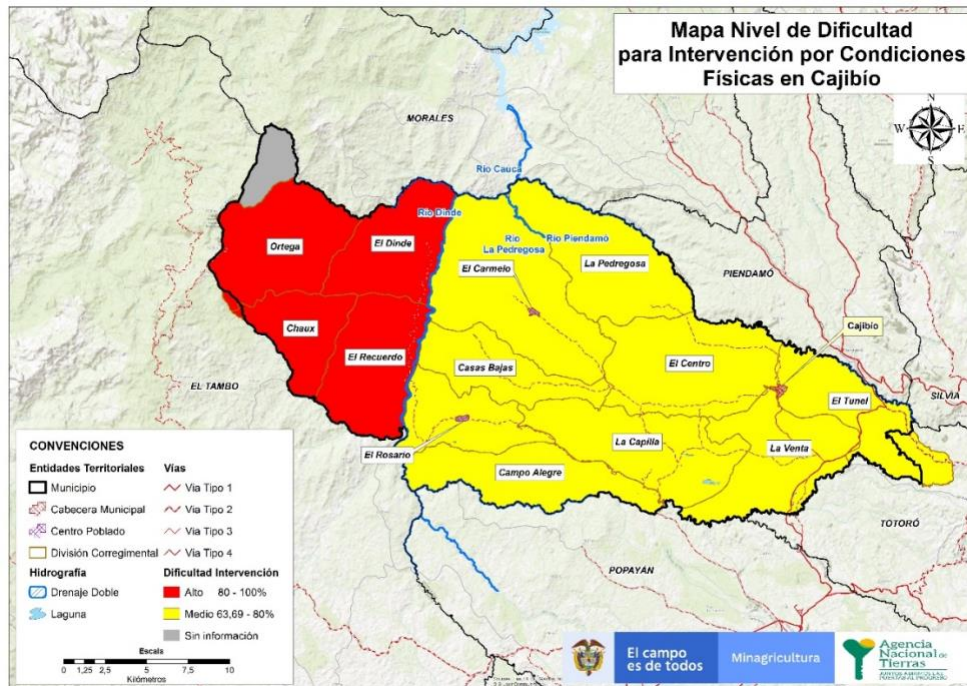 Mapa Nivel de Dificultad
para Intervención por Condiciones
Físicas en Cajibío
N
W E
S
MORALES
Río Cauca
Río Dinde
Ortega
El Dinde
Río
La Pedregosa
Río Piendamó
La Pedregosa
El Carmelo
PIENDAMÓ
Cajibío
Chaux
El Recuerdo
Casas Bajas
El Centro
EL TAMBO
El Tunel
SILVIA
El Rosario
La Capilla
La Venta
Campo Alegre
TOTORÓ
POPAYÁN
CONVENCIONES
Entidades Territoriales
Municipio
Cabecera Municipal
Centro Poblado
División Corregimental
Vías
Via Tipo 1
Via Tipo 2
Via Tipo 3
Via Tipo 4
Hidrografía
Drenaje Doble
Laguna
Dificultad Intervención
Alto 80 - 100%
Medio 63,69 - 80%
Sin información
Escala
0 1,25 2,5 5 7,5 10
Kilómetros
El campo
es de todos
Minagricultura
Agencia
Nacional de
Tierras